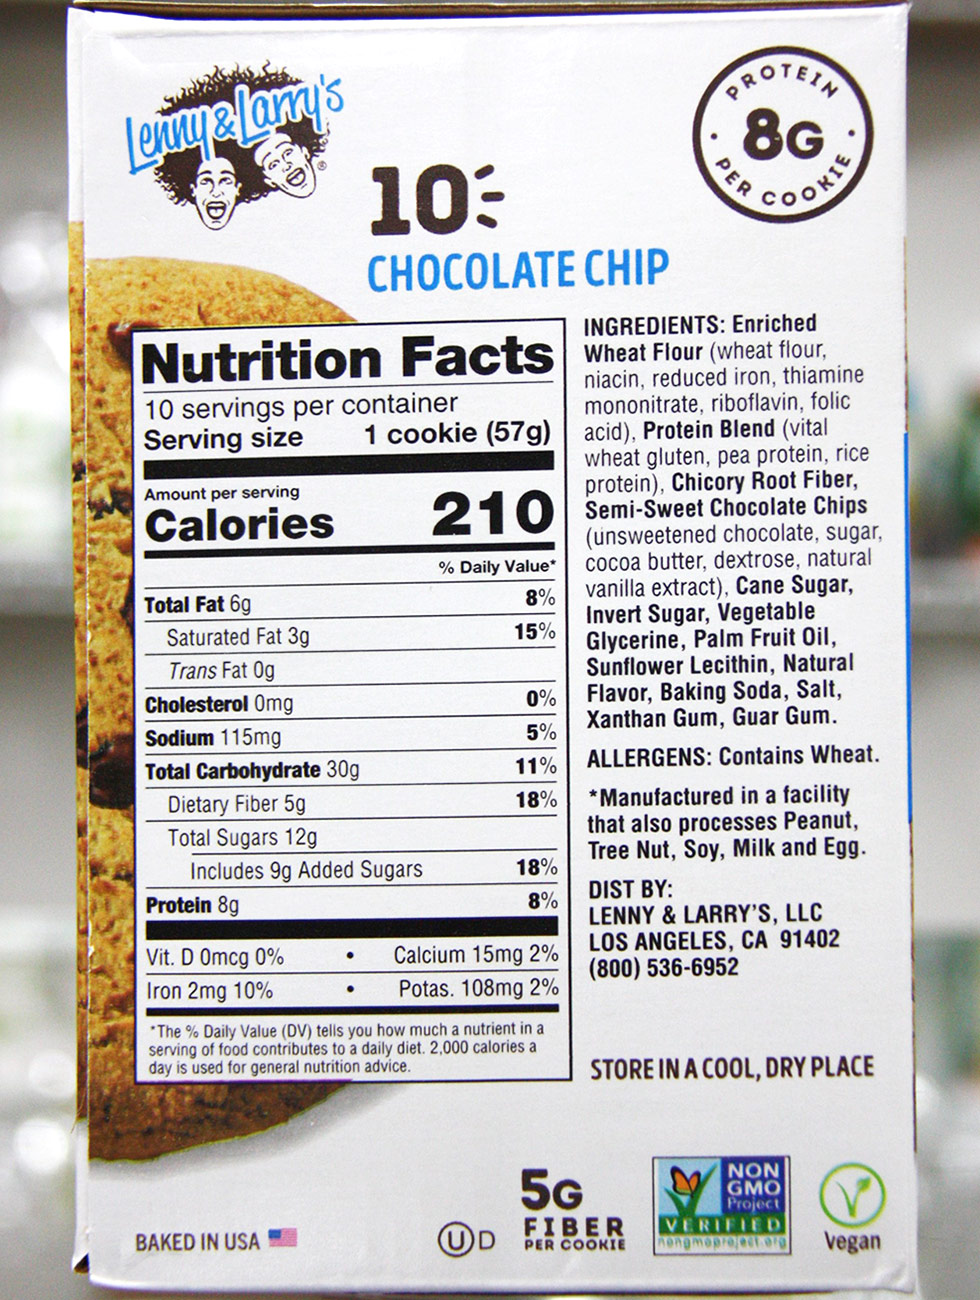 Lenny & Larry's®
PROTEIN
8G
PER COOKIE
10
CHOCOLATE CHIP
Nutrition Facts
10 servings per container
Serving size 1 cookie (57g)
Amount per serving
Calories 210
% Daily Value*
Total Fat 6g 8%
Saturated Fat 3g 15%
Trans Fat 0g
Cholesterol 0mg 0%
Sodium 115mg 5%
Total Carbohydrate 30g 11%
Dietary Fiber 5g 18%
Total Sugars 12g
Includes 9g Added Sugars 18%
Protein 8g 8%
Vit. D 0mcg 0% • Calcium 15mg 2%
Iron 2mg 10% • Potas. 108mg 2%
*The % Daily Value (DV) tells you how much a nutrient in a
serving of food contributes to a daily diet. 2,000 calories a
day is used for general nutrition advice.
INGREDIENTS: Enriched
Wheat Flour (wheat flour,
niacin, reduced iron, thiamine
mononitrate, riboflavin, folic
acid), Protein Blend (vital
wheat gluten, pea protein, rice
protein), Chicory Root Fiber,
Semi-Sweet Chocolate Chips
(unsweetened chocolate, sugar,
cocoa butter, dextrose, natural
vanilla extract), Cane Sugar,
Invert Sugar, Vegetable
Glycerine, Palm Fruit Oil,
Sunflower Lecithin, Natural
Flavor, Baking Soda, Salt,
Xanthan Gum, Guar Gum.
ALLERGENS: Contains Wheat.
*Manufactured in a facility
that also processes Peanut,
Tree Nut, Soy, Milk and Egg.
DIST BY:
LENNY & LARRY'S, LLC
LOS ANGELES, CA 91402
(800) 536-6952
STORE IN A COOL, DRY PLACE
BAKED IN USA
U D
5G
FIBER
PER COOKIE
NON
GMO
Project
VERIFIED
nongmoproject.org
V
Vegan